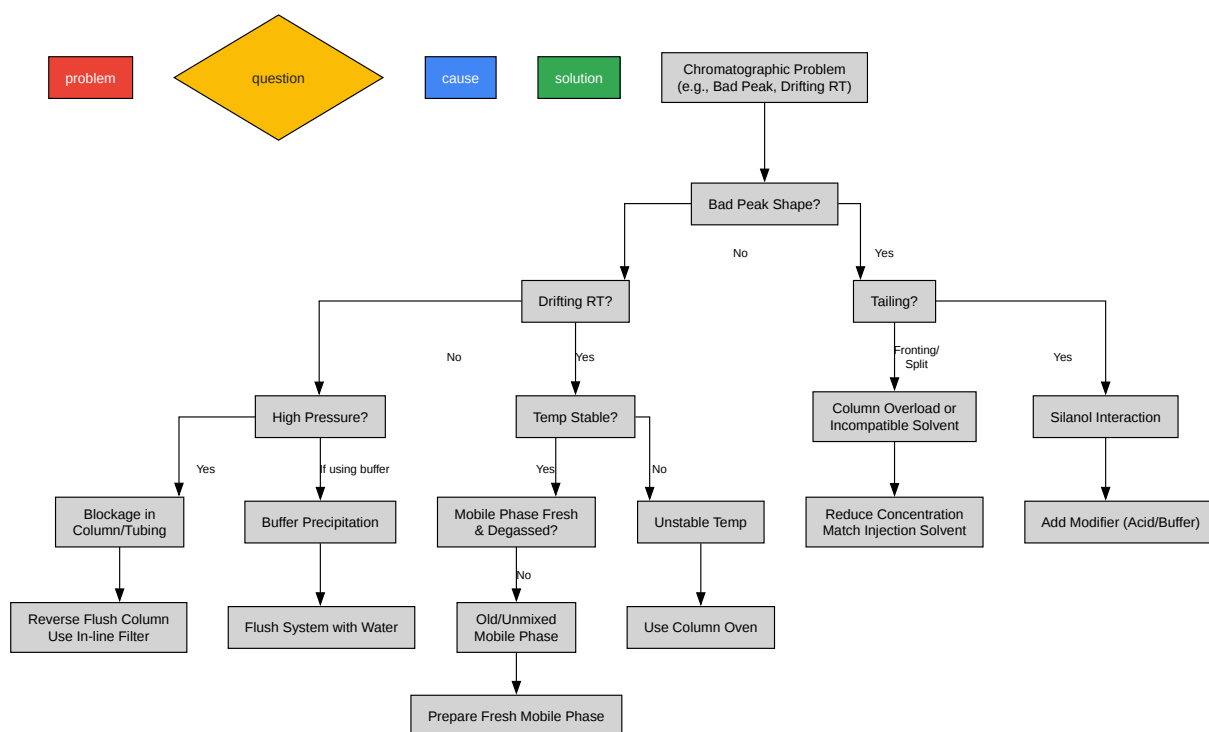 problem
question
cause
solution
Chromatographic Problem
(e.g., Bad Peak, Drifting RT)
Bad Peak Shape?
No
Yes
Drifting RT?
Tailing?
No
Yes
Fronting/
Split
Yes
High Pressure?
Temp Stable?
Column Overload or
Incompatible Solvent
Silanol Interaction
Yes
If using buffer
Yes
No
Blockage in
Column/Tubing
Buffer Precipitation
Mobile Phase Fresh
& Degassed?
Unstable Temp
Reduce Concentration
Match Injection Solvent
Add Modifier (Acid/Buffer)
No
Reverse Flush Column
Use In-line Filter
Flush System with Water
Old/Unmixed
Mobile Phase
Use Column Oven
Prepare Fresh Mobile Phase